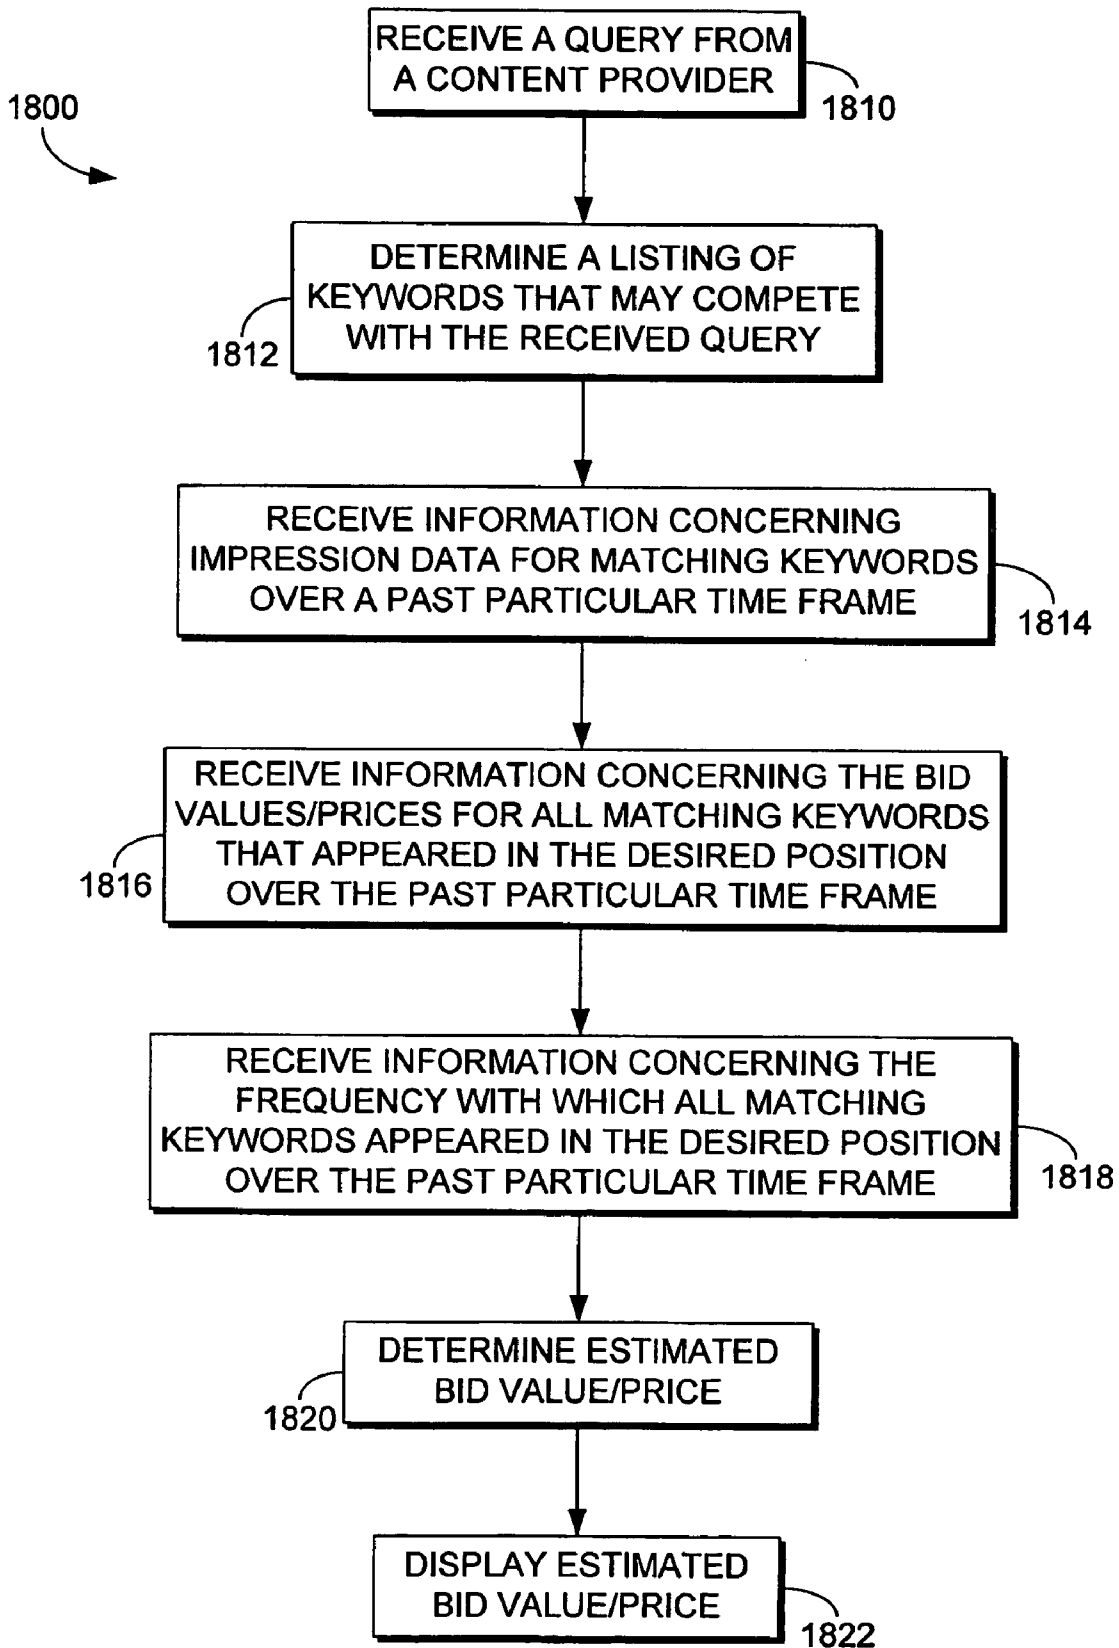 1800
RECEIVE A QUERY FROM
A CONTENT PROVIDER
1810
DETERMINE A LISTING OF
KEYWORDS THAT MAY COMPETE
WITH THE RECEIVED QUERY
1812
RECEIVE INFORMATION CONCERNING
IMPRESSION DATA FOR MATCHING KEYWORDS
OVER A PAST PARTICULAR TIME FRAME
1814
RECEIVE INFORMATION CONCERNING THE BID
VALUES/PRICES FOR ALL MATCHING KEYWORDS
THAT APPEARED IN THE DESIRED POSITION
OVER THE PAST PARTICULAR TIME FRAME
1816
RECEIVE INFORMATION CONCERNING THE
FREQUENCY WITH WHICH ALL MATCHING
KEYWORDS APPEARED IN THE DESIRED POSITION
OVER THE PAST PARTICULAR TIME FRAME
1818
DETERMINE ESTIMATED
BID VALUE/PRICE
1820
DISPLAY ESTIMATED
BID VALUE/PRICE
1822